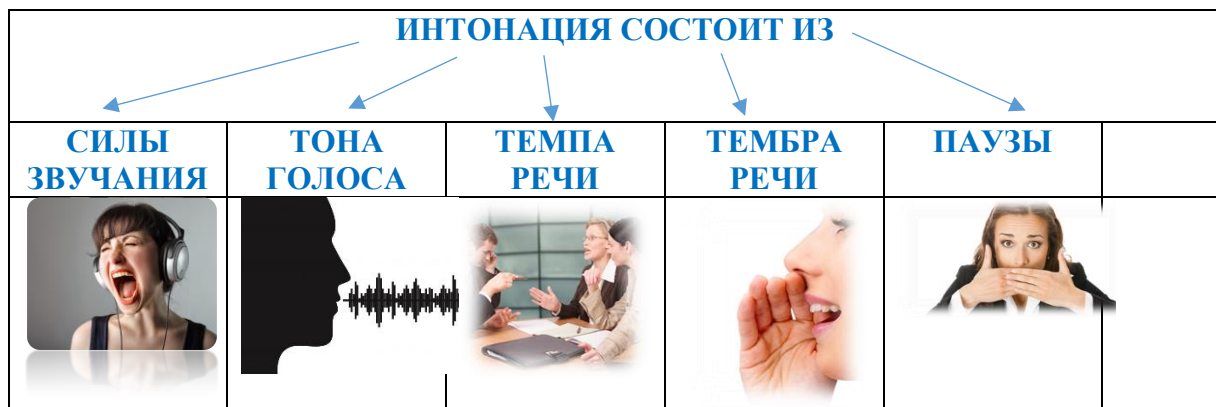 ИНТОНАЦИЯ СОСТОИТ ИЗ
СИЛЫ
ЗВУЧАНИЯ
ТОНА
ГОЛОСА
ТЕМПА
РЕЧИ
ТЕМБРА
РЕЧИ
ПАУЗЫ